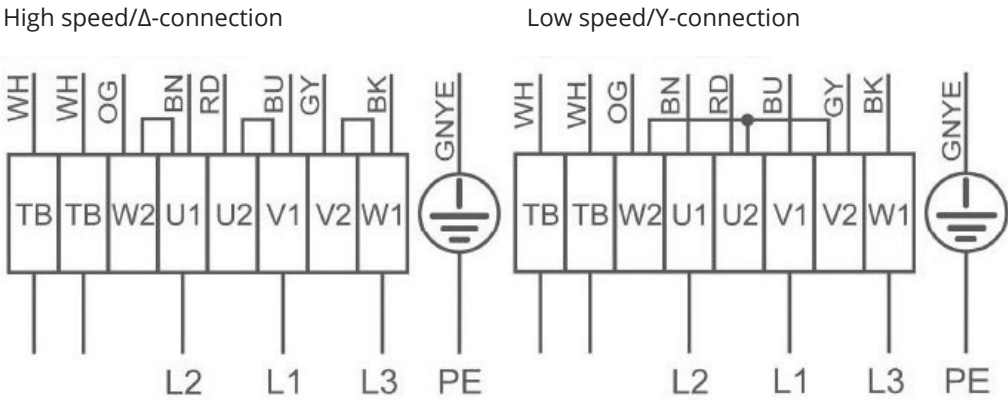 High speed/Δ-connection
Low speed/Y-connection
WH WH OG BN RD BU GY BK GNYE
TB TB W2 U1 U2 V1 V2 W1
L2 L1 L3 PE
WH WH OG BN RD BU GY BK GNYE
TB TB W2 U1 U2 V1 V2 W1
L2 L1 L3 PE